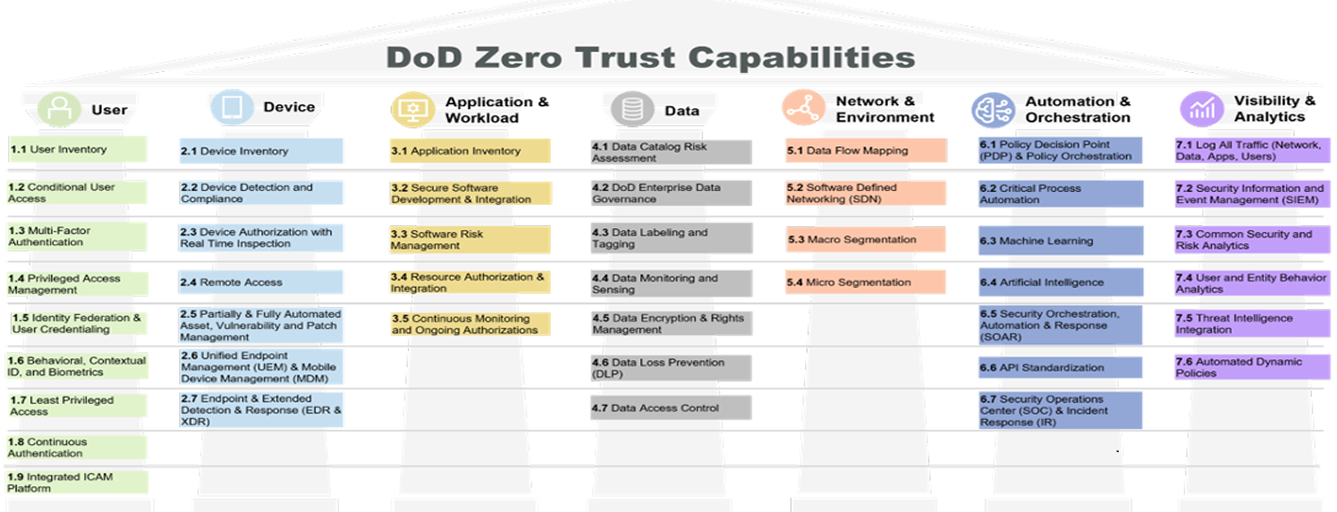 DoD Zero Trust Capabilities
User
1.1 User Inventory
1.2 Conditional User
Access
1.3 Multi-Factor
Authentication
1.4 Privileged Access
Management
1.5 Identity Federation &
User Credentialing
1.6 Behavioral, Contextual
ID, and Biometrics
1.7 Least Privileged
Access
1.8 Continuous
Authentication
1.9 Integrated ICAM
Platform
Device
2.1 Device Inventory
2.2 Device Detection and
Compliance
2.3 Device Authorization with
Real Time Inspection
2.4 Remote Access
2.5 Partially & Fully Automated
Asset, Vulnerability and Patch
Management
2.6 Unified Endpoint
Management (UEM) & Mobile
Device Management (MDM)
2.7 Endpoint & Extended
Detection & Response (EDR &
XDR)
Application &
Workload
3.1 Application Inventory
3.2 Secure Software
Development & Integration
3.3 Software Risk
Management
3.4 Resource Authorization &
Integration
3.5 Continuous Monitoring
and Ongoing Authorizations
Data
4.1 Data Catalog Risk
Assessment
4.2 DoD Enterprise Data
Governance
4.3 Data Labeling and
Tagging
4.4 Data Monitoring and
Sensing
4.5 Data Encryption & Rights
Management
4.6 Data Loss Prevention
(DLP)
4.7 Data Access Control
Network &
Environment
5.1 Data Flow Mapping
5.2 Software Defined
Networking (SDN)
5.3 Macro Segmentation
5.4 Micro Segmentation
Automation &
Orchestration
6.1 Policy Decision Point
(PDP) & Policy Orchestration
6.2 Critical Process
Automation
6.3 Machine Learning
6.4 Artificial Intelligence
6.5 Security Orchestration,
Automation & Response
(SOAR)
6.6 API Standardization
6.7 Security Operations
Center (SOC) & Incident
Response (IR)
Visibility &
Analytics
7.1 Log All Traffic (Network,
Data, Apps, Users)
7.2 Security Information and
Event Management (SIEM)
7.3 Common Security and
Risk Analytics
7.4 User and Entity Behavior
Analytics
7.5 Threat Intelligence
Integration
7.6 Automated Dynamic
Policies